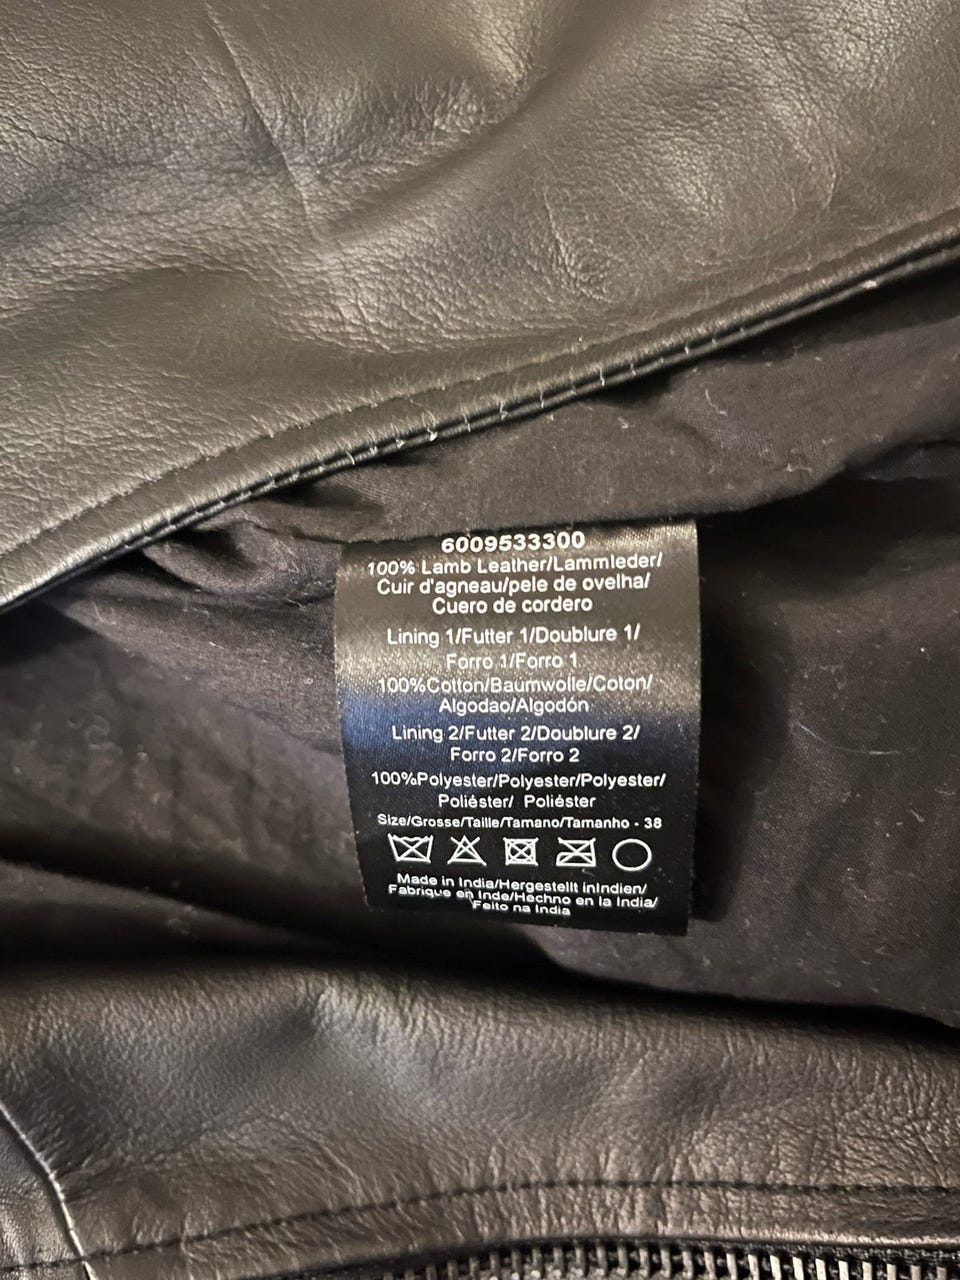 6009533300
100% Lamb Leather/Lammleder/
Cuir d'agneau/pele de ovelha/
Cuero de cordero
Lining 1/Futter 1/Doublure 1/
Forro 1/Forro 1
100%Cotton/Baumwolle/Coton/
Algodao/Algodón
Lining 2/Futter 2/Doublure 2/
Forro 2/Forro 2
100%Polyester/Polyester/Polyester/
Poliéster/ Poliéster
Size/Grosse/Taille/Tamano/Tamanho - 38
Made in India/Hergestellt inIndien/
Fabrique en Inde/Hechno en la India/
Feito na India